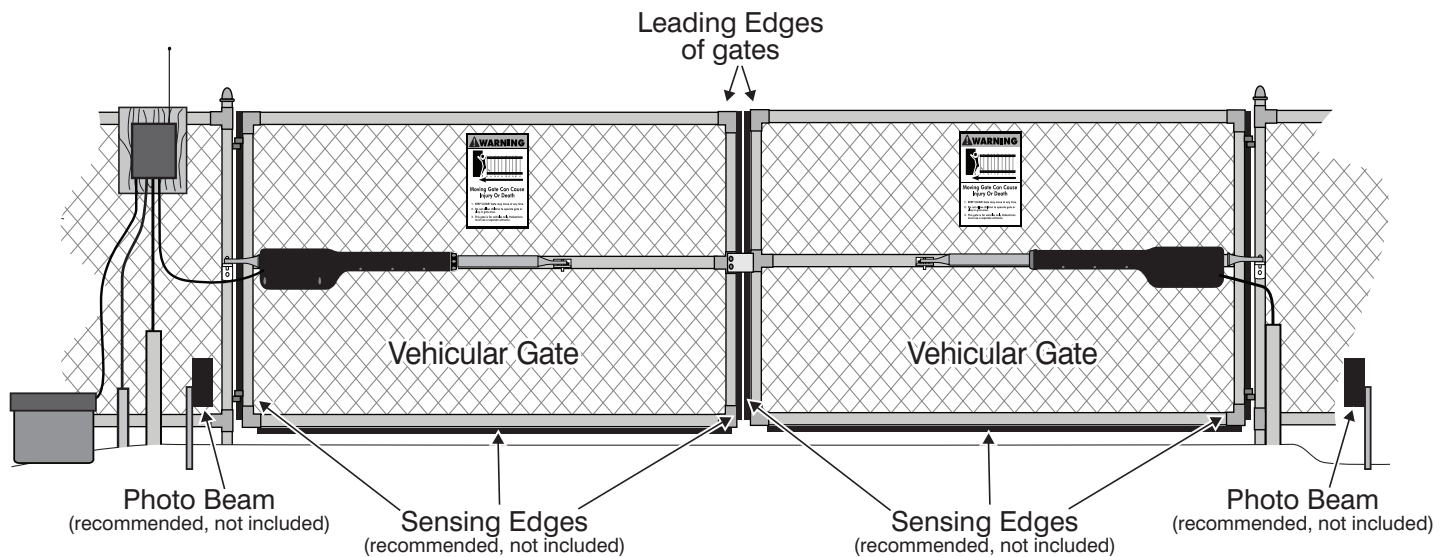 Leading Edges
of gates
WARNING
Moving Gate Can Cause
Injury Or Death
WARNING
Moving Gate Can Cause
Injury Or Death
Vehicular Gate
Vehicular Gate
Photo Beam
(recommended, not included)
Sensing Edges
(recommended, not included)
Sensing Edges
(recommended, not included)
Photo Beam
(recommended, not included)